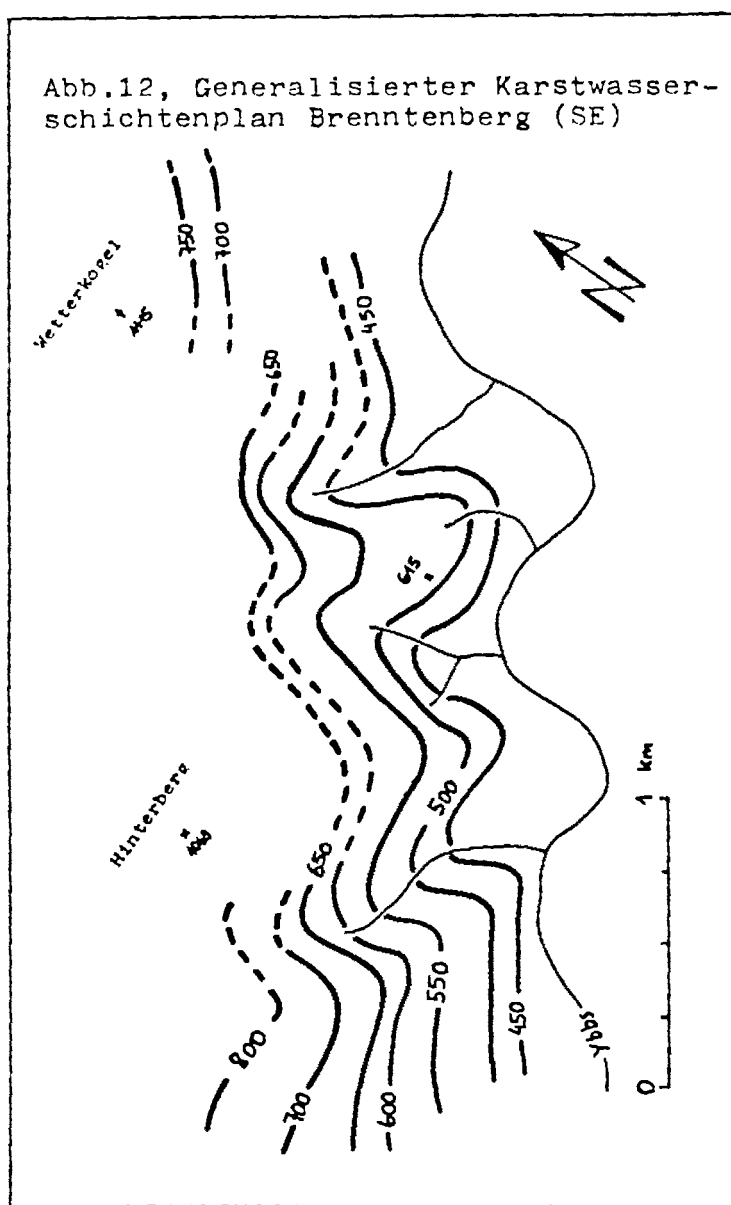 Abb.12, Generalisierter Karstwasser-
schichtenplan Brenntenberg (SE)
750
700
Wetterkogel
450
N
650
615
Hinterberg
1 km
500
650
550
450
Ybbs
800
700
600
0